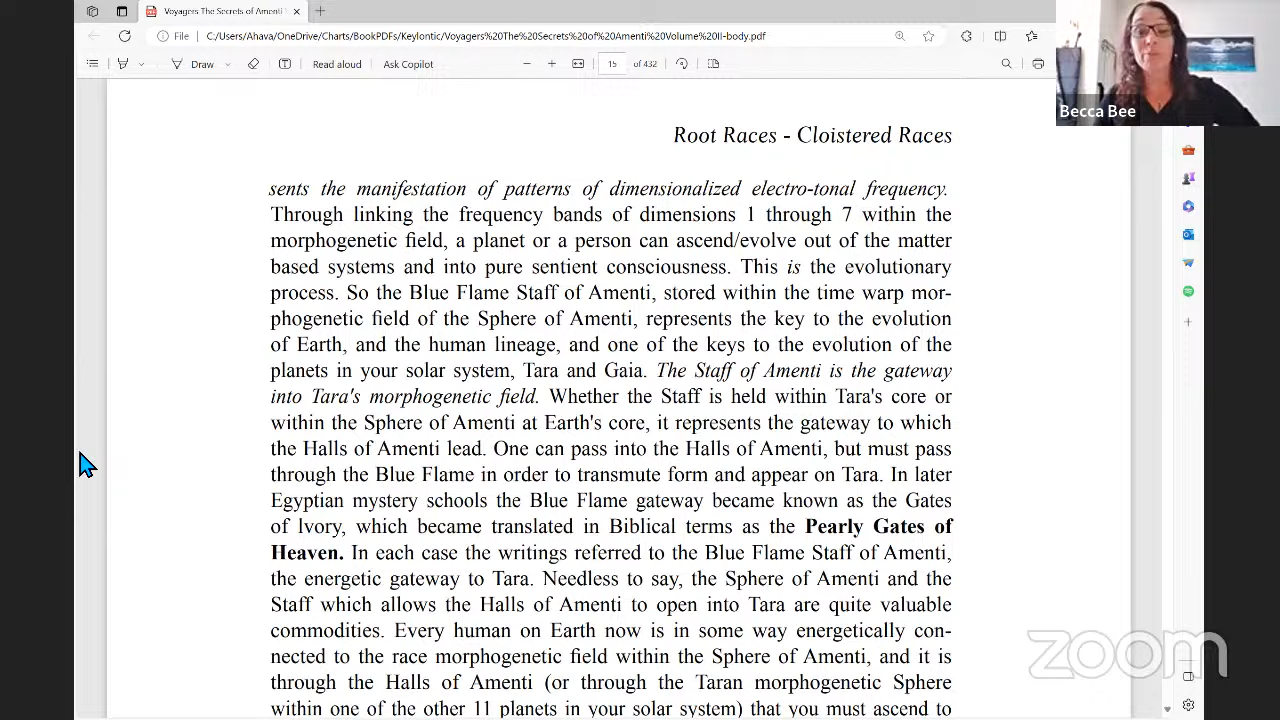 Voyagers The Secrets of Amenti
File
C:/Users/Ahava/OneDrive/Charts/BookPDFs/Keylontic/Voyagers%20The%20Secrets%20of%20Amenti%20Volume%20II-body.pdf
Draw
Read aloud
Ask Copilot
15 of 432
Becca Bee
Root Races - Cloistered Races
sents the manifestation of patterns of dimensionalized electro-tonal frequency.
Through linking the frequency bands of dimensions 1 through 7 within the
morphogenetic field, a planet or a person can ascend/evolve out of the matter
based systems and into pure sentient consciousness. This is the evolutionary
process. So the Blue Flame Staff of Amenti, stored within the time warp mor-
phogenetic field of the Sphere of Amenti, represents the key to the evolution
of Earth, and the human lineage, and one of the keys to the evolution of the
planets in your solar system, Tara and Gaia. The Staff of Amenti is the gateway
into Tara's morphogenetic field. Whether the Staff is held within Tara's core or
within the Sphere of Amenti at Earth's core, it represents the gateway to which
the Halls of Amenti lead. One can pass into the Halls of Amenti, but must pass
through the Blue Flame in order to transmute form and appear on Tara. In later
Egyptian mystery schools the Blue Flame gateway became known as the Gates
of Ivory, which became translated in Biblical terms as the Pearly Gates of
Heaven. In each case the writings referred to the Blue Flame Staff of Amenti,
the energetic gateway to Tara. Needless to say, the Sphere of Amenti and the
Staff which allows the Halls of Amenti to open into Tara are quite valuable
commodities. Every human on Earth now is in some way energetically con-
nected to the race morphogenetic field within the Sphere of Amenti, and it is
through the Halls of Amenti (or through the Taran morphogenetic Sphere
within one of the other 11 planets in your solar system) that you must ascend to
zoom